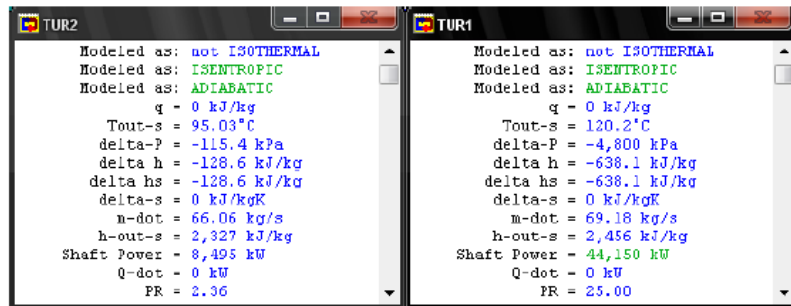 TUR2
Modeled as: not ISOTHERMAL
Modeled as: ISENTROPIC
Modeled as: ADIABATIC
q = 0 kJ/kg
Tout-s = 95.03°C
delta-P = -115.4 kPa
delta h = -128.6 kJ/kg
delta hs = -128.6 kJ/kg
delta-s = 0 kJ/kgK
m-dot = 66.06 kg/s
h-out-s = 2,327 kJ/kg
Shaft Power = 8,495 kW
Q-dot = 0 kW
PR = 2.36
TUR1
Modeled as: not ISOTHERMAL
Modeled as: ISENTROPIC
Modeled as: ADIABATIC
q = 0 kJ/kg
Tout-s = 120.2°C
delta-P = -4,800 kPa
delta h = -638.1 kJ/kg
delta hs = -638.1 kJ/kg
delta-s = 0 kJ/kgK
m-dot = 69.18 kg/s
h-out-s = 2,456 kJ/kg
Shaft Power = 44,150 kW
Q-dot = 0 kW
PR = 25.00